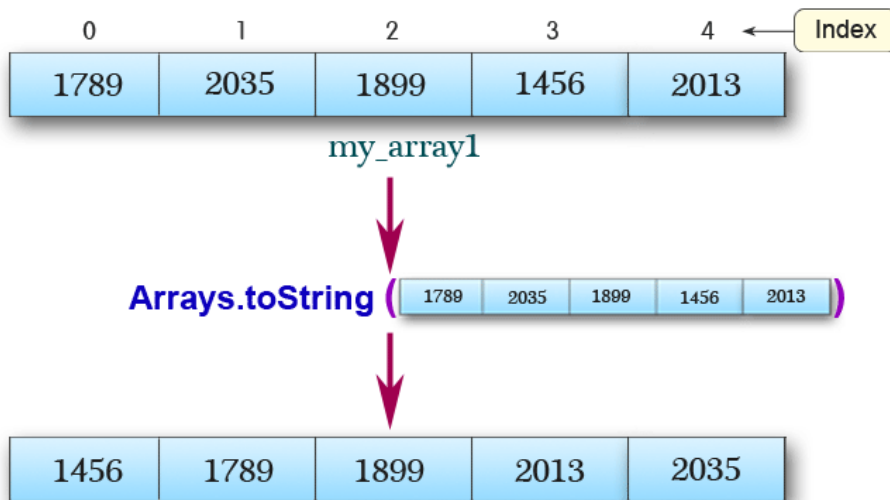 0 1 2 3 4 Index
1789 2035 1899 1456 2013
my_array1
Arrays.toString ( 1789 2035 1899 1456 2013 )
1456 1789 1899 2013 2035